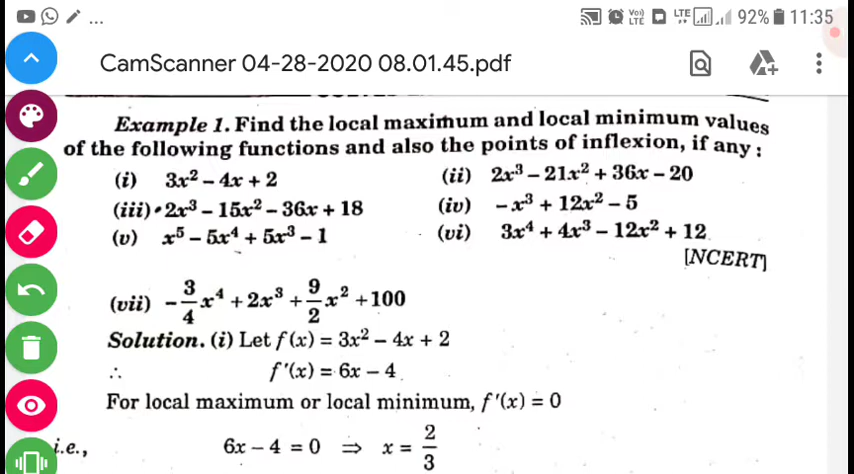 ... LTE 92% 11:35
CamScanner 04-28-2020 08.01.45.pdf
Example 1. Find the local maximum and local minimum values
of the following functions and also the points of inflexion, if any :
(i) 3x² – 4x + 2 (ii) 2x³ – 21x² + 36x – 20
(iii) 2x³ – 15x² – 36x + 18 (iv) – x³ + 12x² – 5
(v) x⁵ – 5x⁴ + 5x³ – 1 (vi) 3x⁴ + 4x³ – 12x² + 12
[NCERT]
(vii) – 3/4 x⁴ + 2x³ + 9/2 x² + 100
Solution. (i) Let f(x) = 3x² – 4x + 2
∴ f′(x) = 6x – 4
For local maximum or local minimum, f′(x) = 0
i.e., 6x – 4 = 0 ⇒ x = 2/3